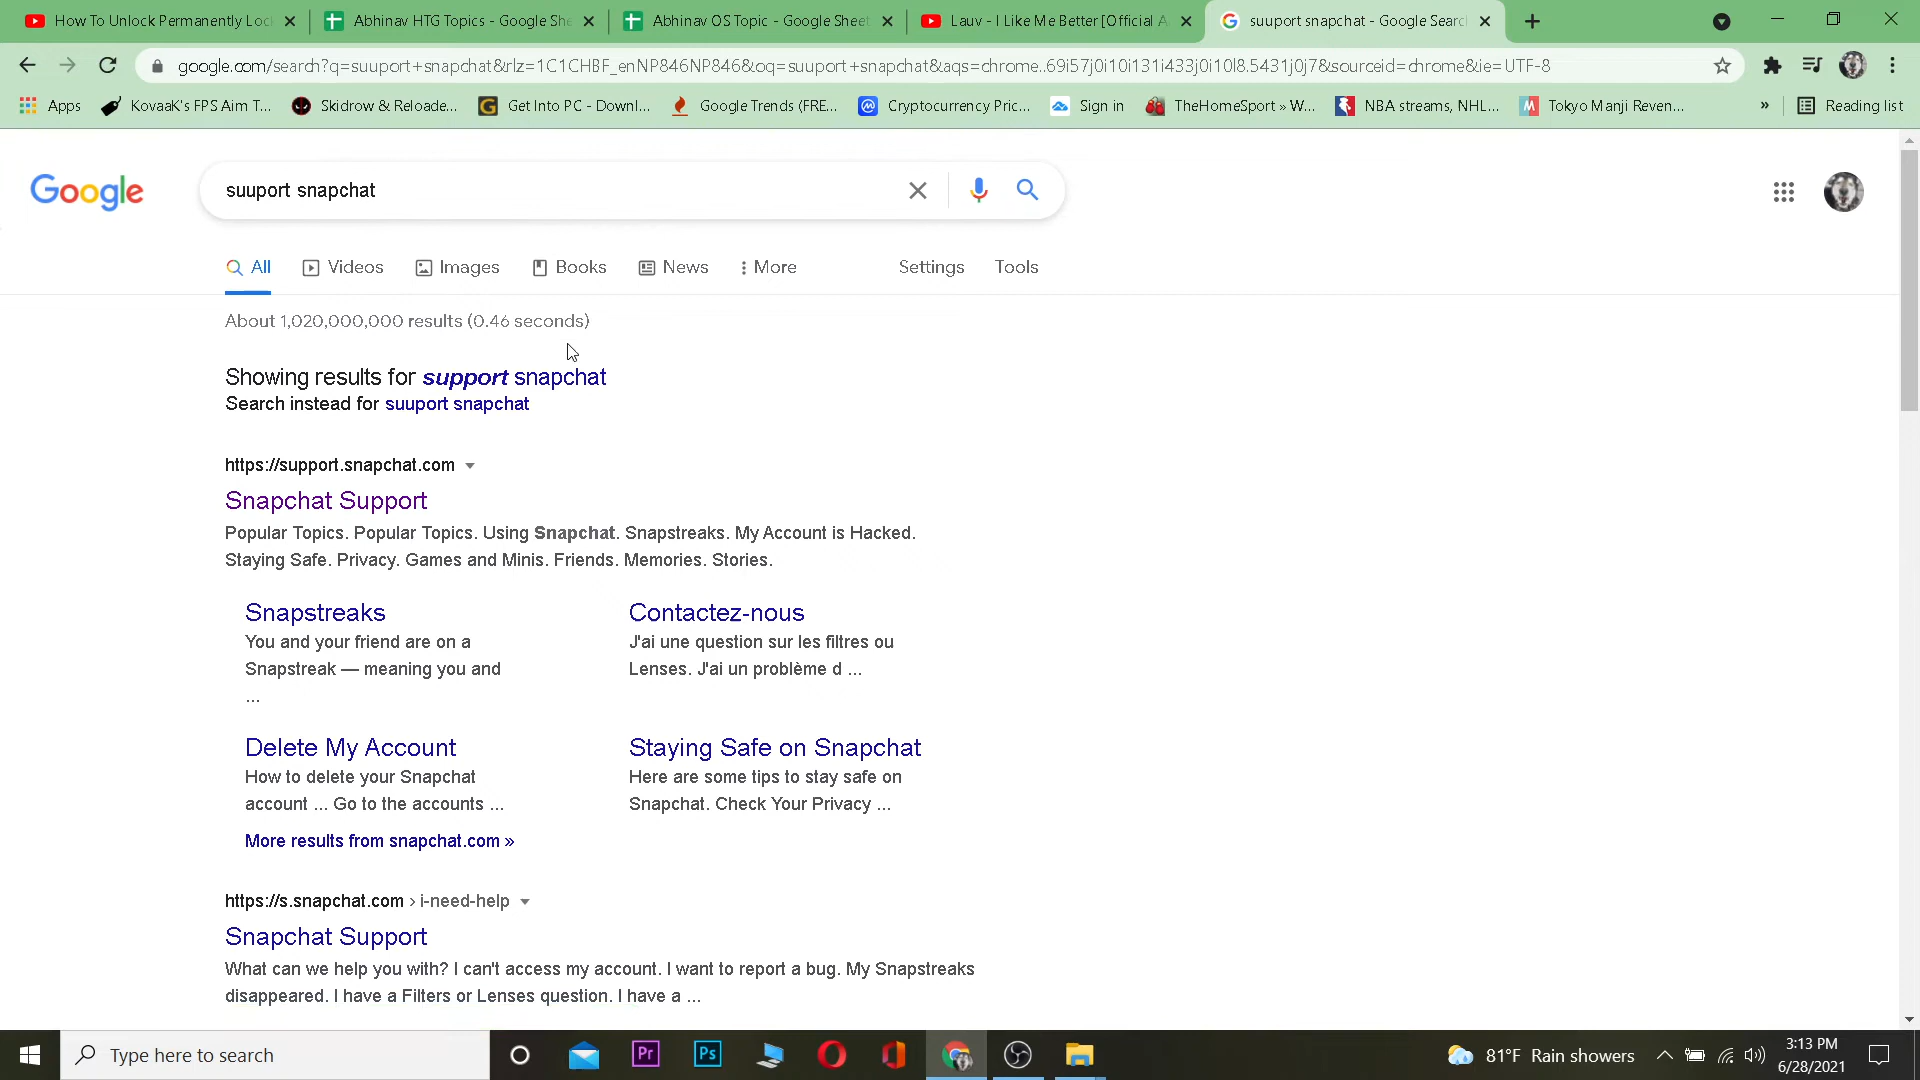 How To Unlock Permanently Loc
Abhinav HTG Topics - Google She
Abhinav OS Topic - Google Sheet
Lauv - I Like Me Better [Official A
suuport snapchat - Google Searc
google.com/search?q=suuport+snapchat&rlz=1C1CHBF_enNP846NP846&oq=suuport+snapchat&aqs=chrome..69i57j0i10i131i433j0i10l8.5431j0j7&sourceid=chrome&ie=UTF-8
Apps KovaaK's FPS Aim T... Skidrow & Reloade... Get Into PC - Downl... Google Trends (FRE... Cryptocurrency Pric... Sign in TheHomeSport » W... NBA streams, NHL... Tokyo Manji Reven... » Reading list
Google
suuport snapchat
All Videos Images Books News More Settings Tools
About 1,020,000,000 results (0.46 seconds)
Showing results for support snapchat
Search instead for suuport snapchat
https://support.snapchat.com
Snapchat Support
Popular Topics. Popular Topics. Using Snapchat. Snapstreaks. My Account is Hacked.
Staying Safe. Privacy. Games and Minis. Friends. Memories. Stories.
Snapstreaks
You and your friend are on a
Snapstreak — meaning you and
...
Contactez-nous
J'ai une question sur les filtres ou
Lenses. J'ai un problème d ...
Delete My Account
How to delete your Snapchat
account ... Go to the accounts ...
Staying Safe on Snapchat
Here are some tips to stay safe on
Snapchat. Check Your Privacy ...
More results from snapchat.com »
https://s.snapchat.com › i-need-help
Snapchat Support
What can we help you with? I can't access my account. I want to report a bug. My Snapstreaks
disappeared. I have a Filters or Lenses question. I have a ...
Type here to search
Pr
Ps
81°F Rain showers
3:13 PM
6/28/2021